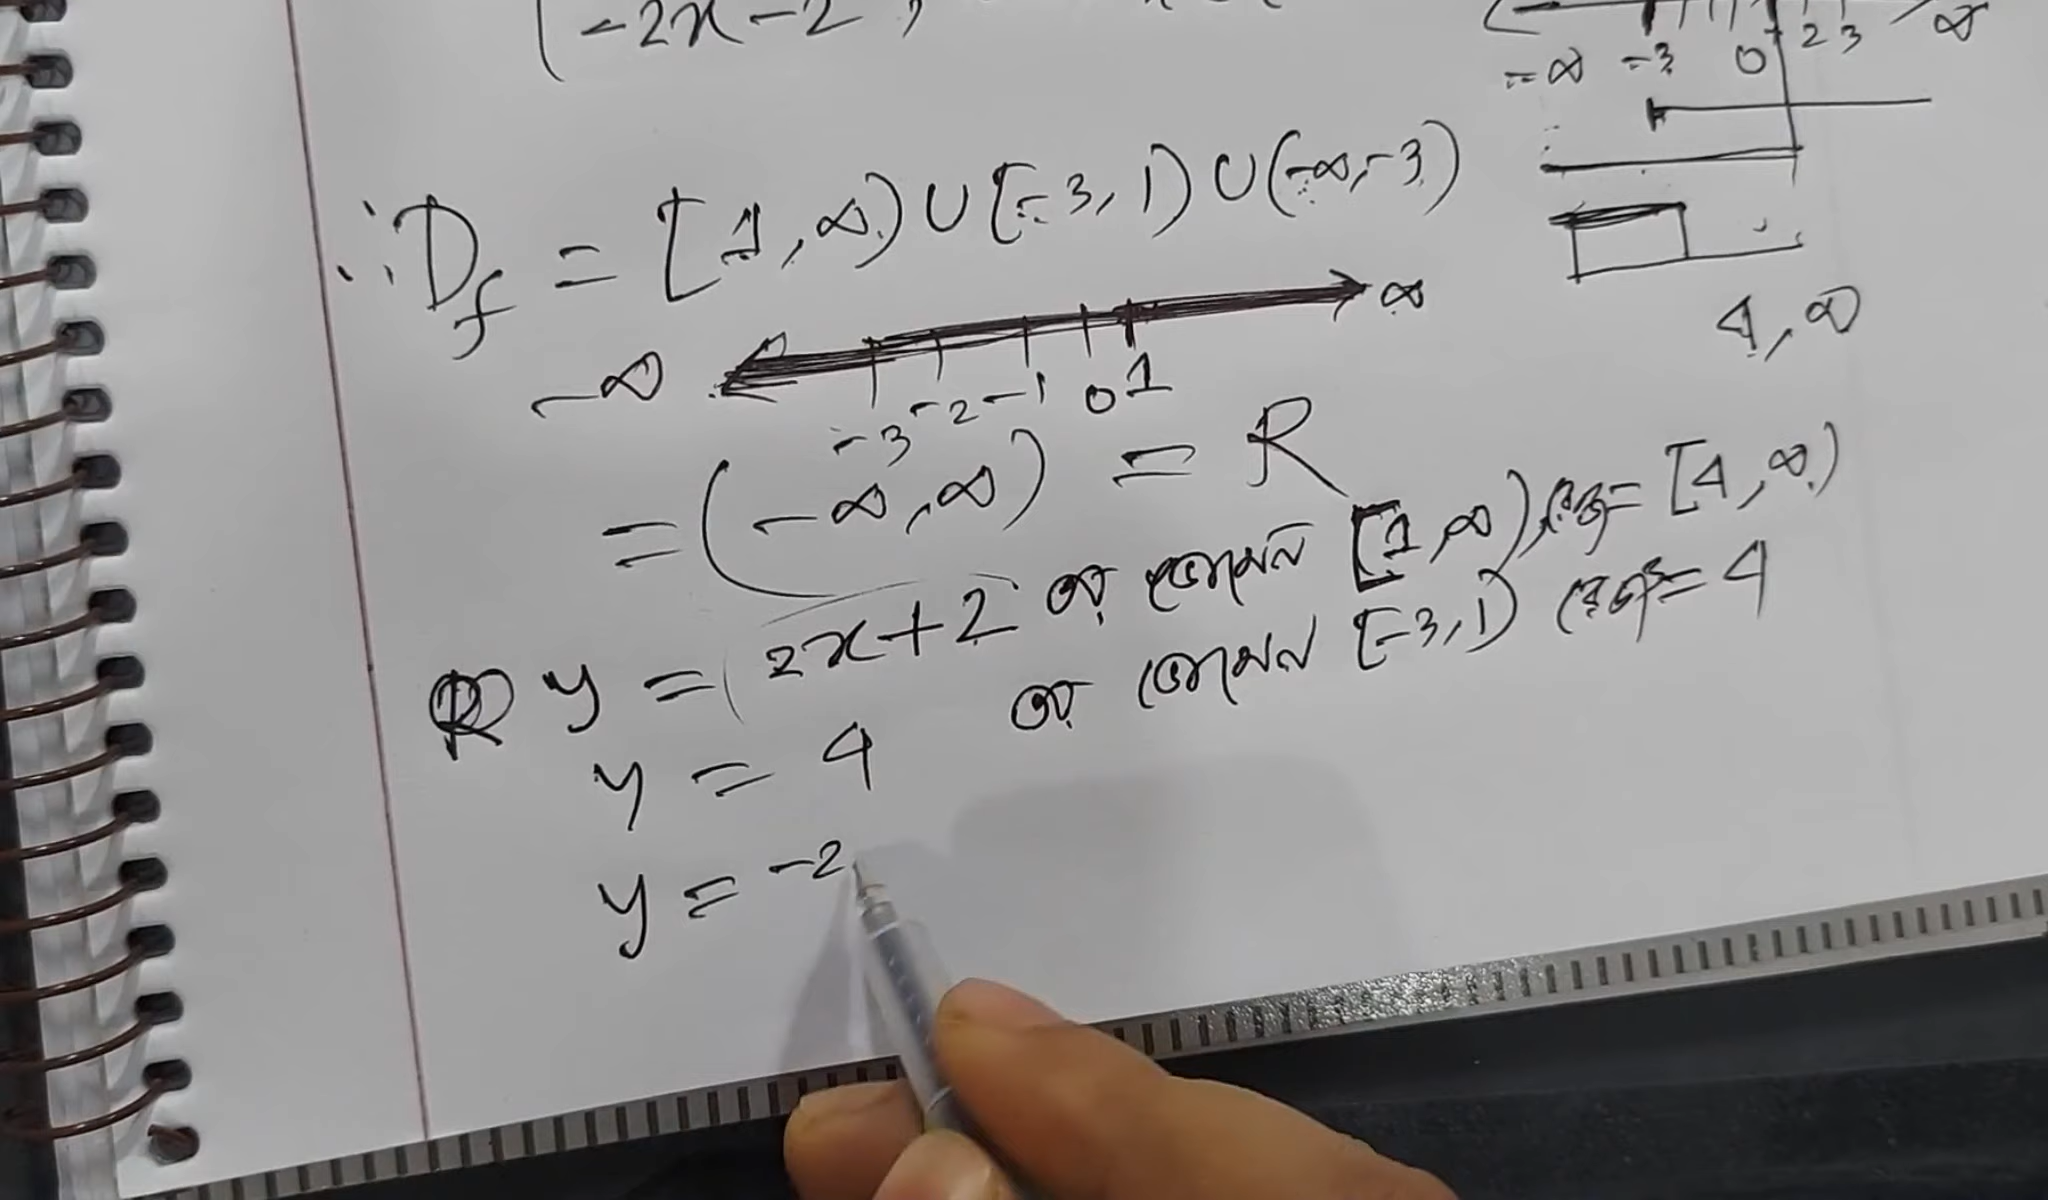 -2x-2,
-∞ -3 0 2 3 ∞
∴ D_f = [1,∞) ∪ [-3,1) ∪ (-∞,-3)
4,∞
-∞ -3 -2 -1 0 1 ∞
= (-∞,∞) = R
R y = 2x+2 এর ডোমেন [1,∞), রেঞ্জ = [4,∞)
y = 4 এর ডোমেন [-3,1) রেঞ্জ = 4
y = -2